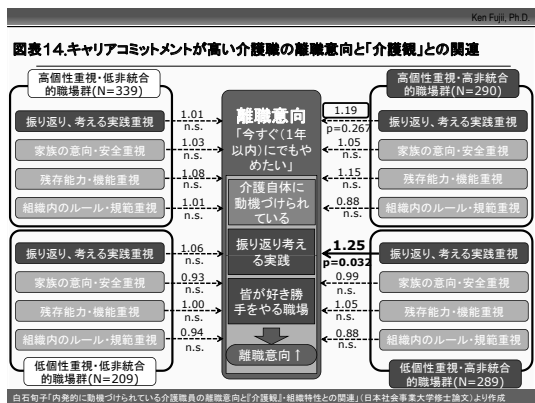 Ken Fujii, Ph.D.
図表14.キャリアコミットメントが高い介護職の離職意向と「介護観」との関連
高個性重視・低非統合
的職場群(N=339)
振り返り、考える実践重視
家族の意向・安全重視
残存能力・機能重視
組織内のルール・規範重視
1.01
n.s.
1.03
n.s.
1.08
n.s.
1.01
n.s.
離職意向
「今すぐ(1年
以内)にでもや
めたい」
介護自体に
動機づけられ
ている
振り返り考え
る実践
皆が好き勝
手をやる職場
離職意向↑
高個性重視・高非統合
的職場群(N=290)
1.19
p=0.267
1.05
n.s.
1.15
n.s.
0.88
n.s.
振り返り、考える実践重視
家族の意向・安全重視
残存能力・機能重視
組織内のルール・規範重視
振り返り、考える実践重視
家族の意向・安全重視
残存能力・機能重視
組織内のルール・規範重視
1.06
n.s.
0.93
n.s.
1.00
n.s.
0.94
n.s.
低個性重視・低非統合
的職場群(N=209)
1.25
p=0.032
0.99
n.s.
1.05
n.s.
0.88
n.s.
振り返り、考える実践重視
家族の意向・安全重視
残存能力・機能重視
組織内のルール・規範重視
低個性重視・高非統合
的職場群(N=289)
白石旬子「内発的に動機づけられている介護職員の離職意向と『介護観』・組織特性との関連」(日本社会事業大学修士論文)より作成